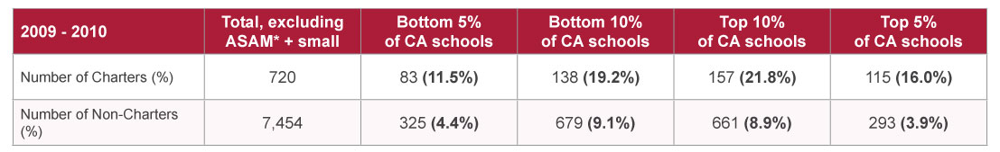 2009 - 2010
Total, excluding
ASAM* + small
Bottom 5%
of CA schools
Bottom 10%
of CA schools
Top 10%
of CA schools
Top 5%
of CA schools
Number of Charters (%)
720
83 (11.5%)
138 (19.2%)
157 (21.8%)
115 (16.0%)
Number of Non-Charters
(%)
7,454
325 (4.4%)
679 (9.1%)
661 (8.9%)
293 (3.9%)